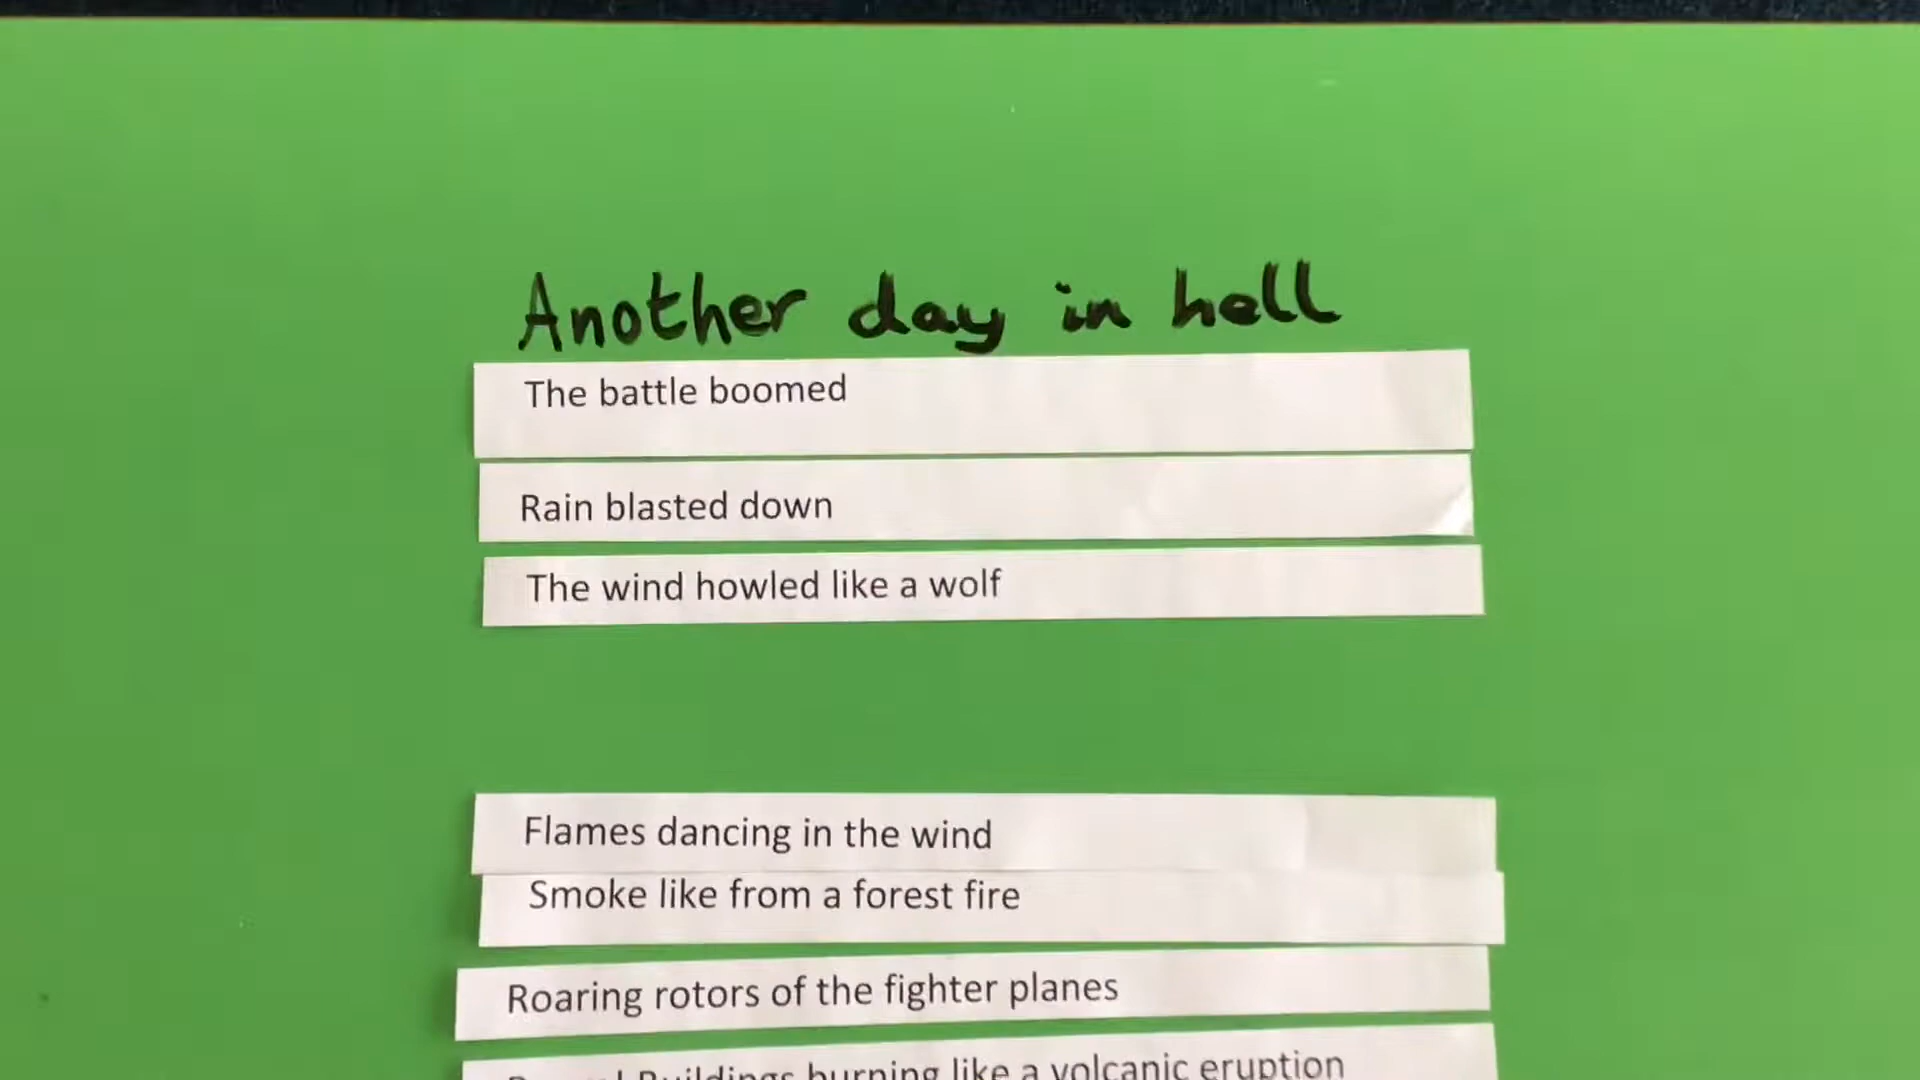 Another day in hell
The battle boomed
Rain blasted down
The wind howled like a wolf
Flames dancing in the wind
Smoke like from a forest fire
Roaring rotors of the fighter planes
Buildings burning like a volcanic eruption